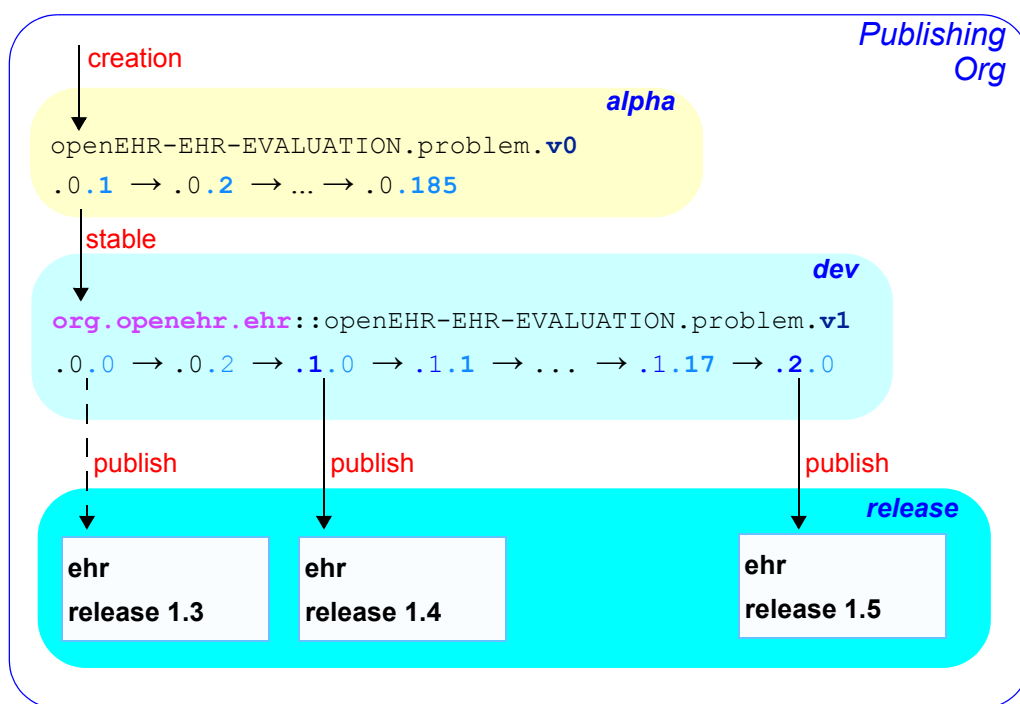 Publishing
Org
creation
alpha
openEHR-EHR-EVALUATION.problem.v0
.0.1 → .0.2 → ... → .0.185
stable
dev
org.openehr.ehr::openEHR-EHR-EVALUATION.problem.v1
.0.0 → .0.2 → .1.0 → .1.1 → ... → .1.17 → .2.0
publish
publish
publish
release
ehr
release 1.3
ehr
release 1.4
ehr
release 1.5